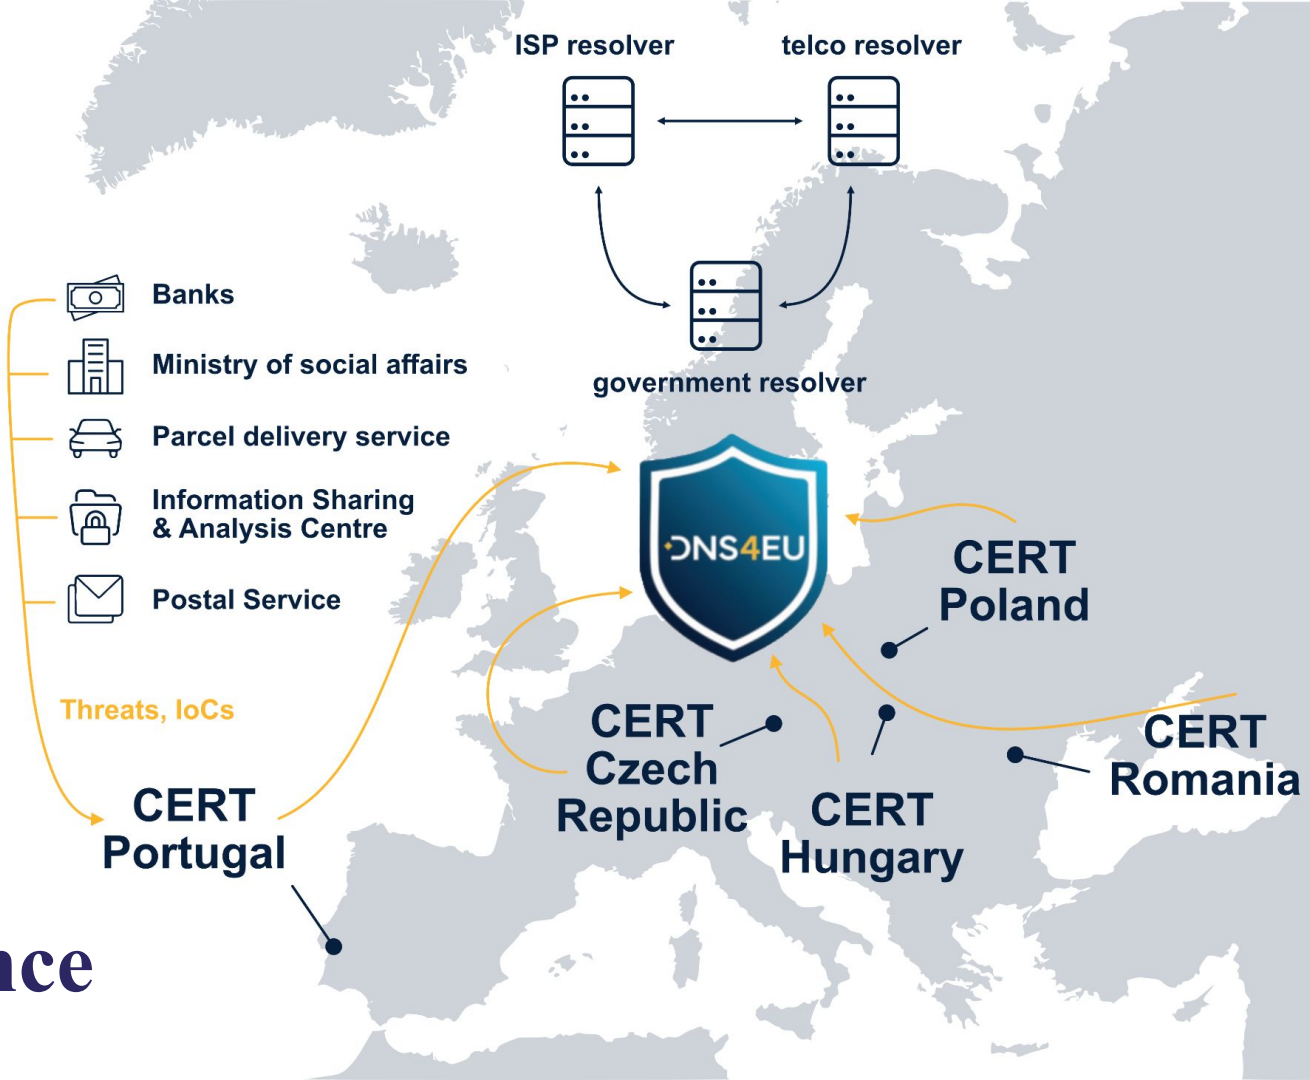 ISP resolver
telco resolver
government resolver
Banks
Ministry of social affairs
Parcel delivery service
Information Sharing
& Analysis Centre
Postal Service
Threats, IoCs
DNS4EU
CERT
Poland
CERT
Czech
Republic
CERT
Hungary
CERT
Romania
CERT
Portugal